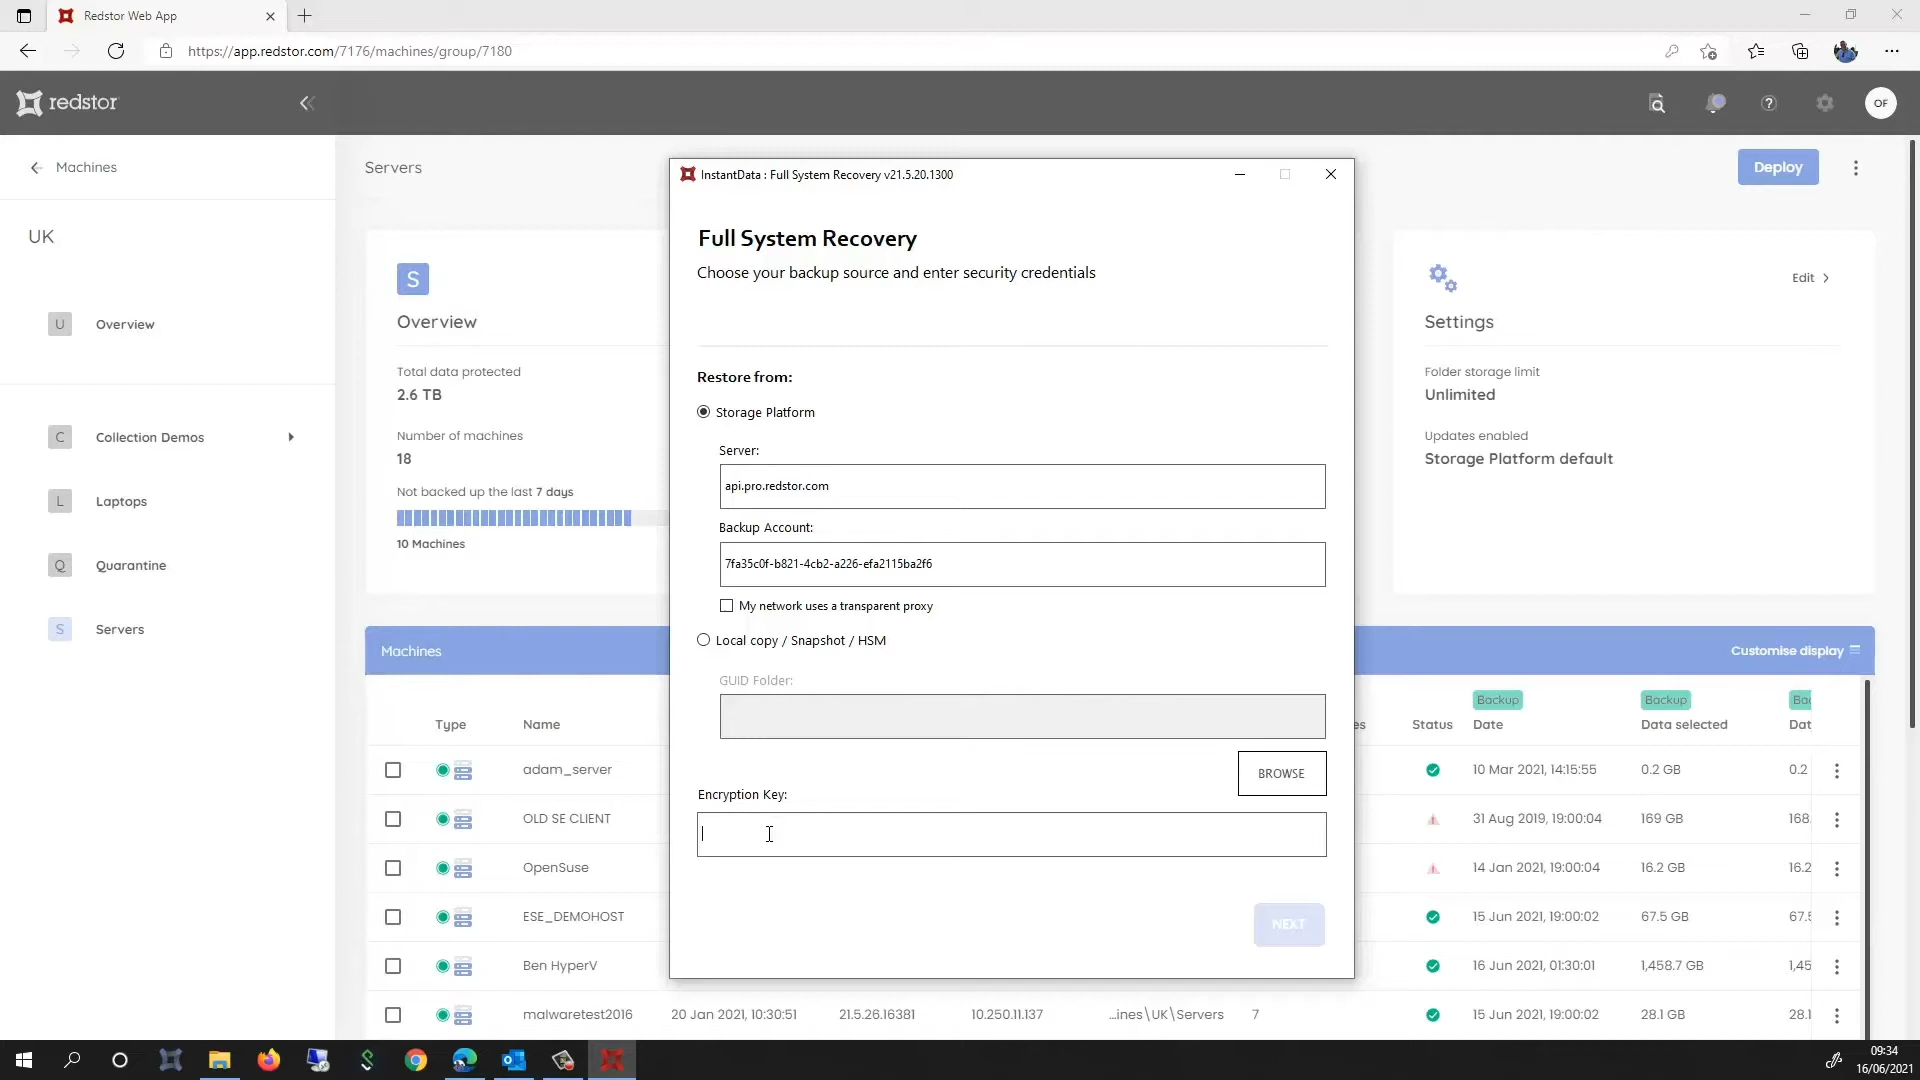 Redstor Web App
https://app.redstor.com/7176/machines/group/7180
redstor
OF
Machines
Servers
Deploy
UK
U Overview
C Collection Demos
L Laptops
Q Quarantine
S Servers
S
Overview
Total data protected
2.6 TB
Number of machines
18
Not backed up the last 7 days
10 Machines
Edit
Settings
Folder storage limit
Unlimited
Updates enabled
Storage Platform default
InstantData : Full System Recovery v21.5.20.1300
Full System Recovery
Choose your backup source and enter security credentials
Restore from:
Storage Platform
Server:
api.pro.redstor.com
Backup Account:
7fa35c0f-b821-4cb2-a226-efa2115ba2f6
My network uses a transparent proxy
Local copy / Snapshot / HSM
GUID Folder:
BROWSE
Encryption Key:
NEXT
Machines
Customise display
Backup Backup Bac
Type Name es Status Date Data selected Dat
adam_server 10 Mar 2021, 14:15:55 0.2 GB 0.2
OLD SE CLIENT 31 Aug 2019, 19:00:04 169 GB 168
OpenSuse 14 Jan 2021, 19:00:04 16.2 GB 16.2
ESE_DEMOHOST 15 Jun 2021, 19:00:02 67.5 GB 67.5
Ben HyperV 16 Jun 2021, 01:30:01 1,458.7 GB 1,45
malwaretest2016 20 Jan 2021, 10:30:51 21.5.26.16381 10.250.11.137 ...ines\UK\Servers 7 15 Jun 2021, 19:00:02 28.1 GB 28.1
09:34
16/06/2021